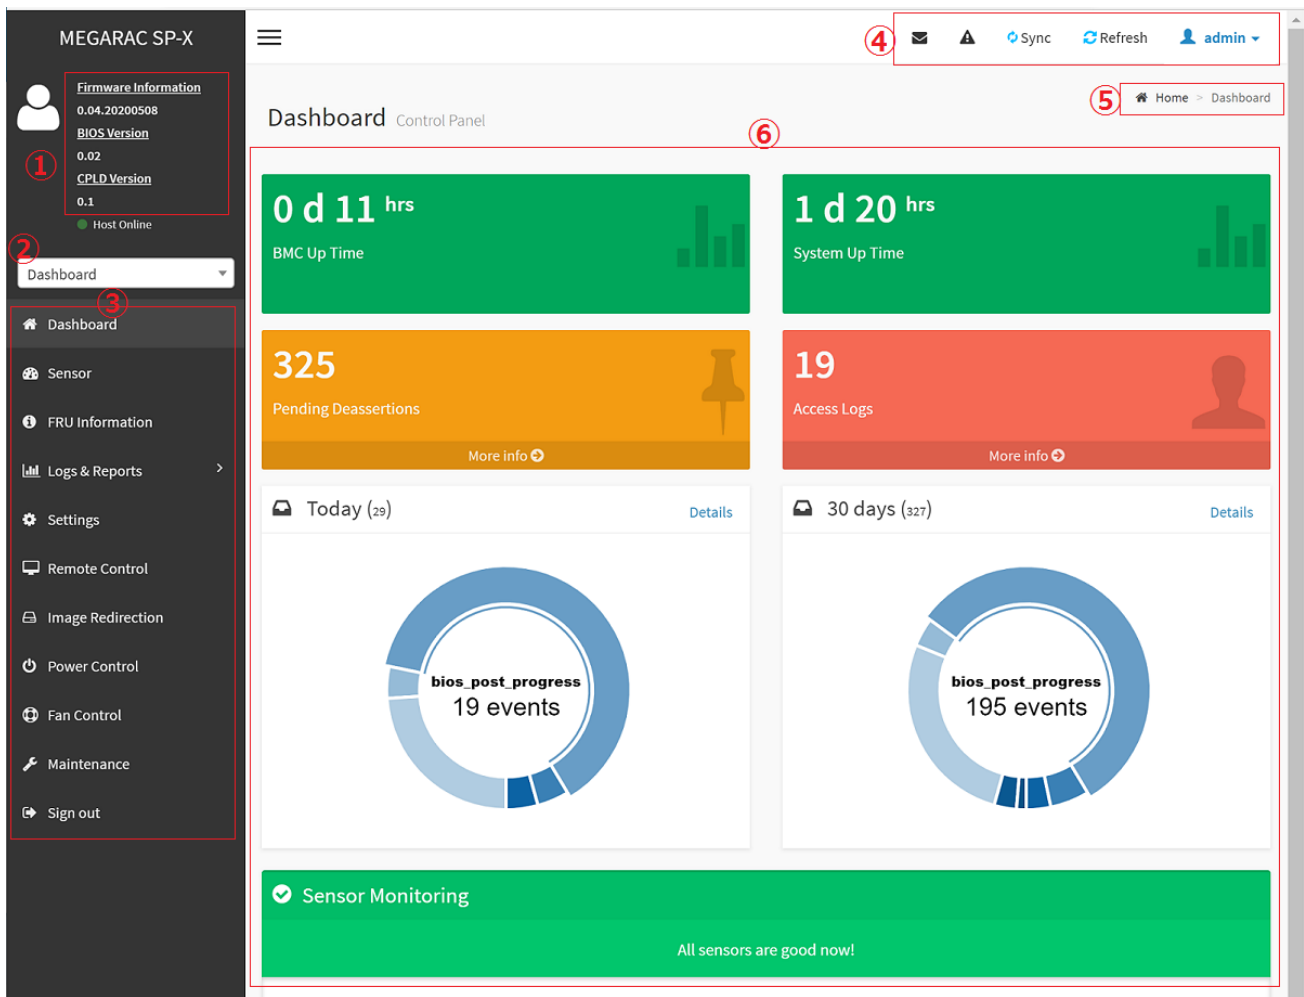 MEGARAC SP-X
④
Sync
Refresh
admin
Firmware Information
0.04.20200508
BIOS Version
0.02
CPLD Version
0.1
Host Online
①
⑤
Home > Dashboard
Dashboard Control Panel
⑥
②
Dashboard
③
Dashboard
Sensor
FRU Information
Logs & Reports
Settings
Remote Control
Image Redirection
Power Control
Fan Control
Maintenance
Sign out
0 d 11 hrs
BMC Up Time
1 d 20 hrs
System Up Time
325
Pending Deassertions
More info
19
Access Logs
More info
Today (29)
Details
bios_post_progress
19 events
30 days (327)
Details
bios_post_progress
195 events
Sensor Monitoring
All sensors are good now!